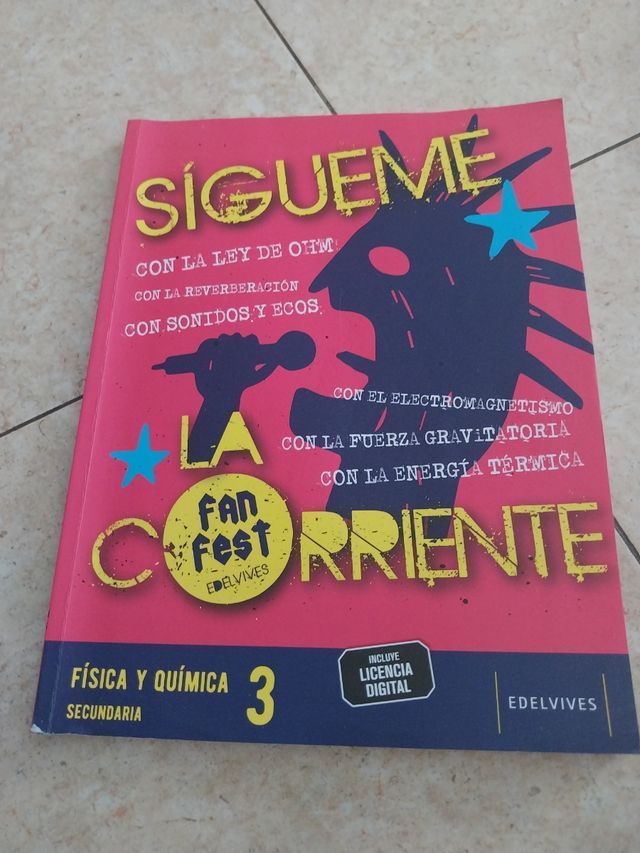 SÍGUEME
CON LA LEY DE OHM
CON LA REVERBERACIÓN
CON SONIDOS Y ECOS
CON EL ELECTROMAGNETISMO
CON LA FUERZA GRAVITATORIA
CON LA ENERGÍA TÉRMICA
LA
CORRIENTE
fan
fest
EDELVIVES
FÍSICA Y QUÍMICA 3
SECUNDARIA
INCLUYE
LICENCIA
DIGITAL
EDELVIVES